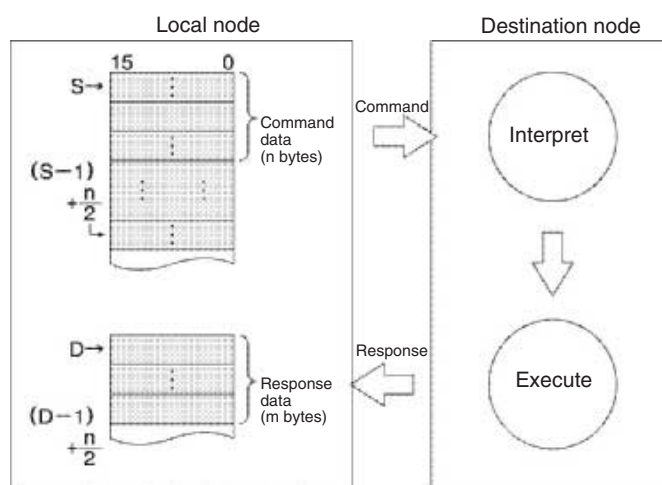 Local node
Destination node
15 0
S→
Command
data
(n bytes)
(S−1)
+ n/2
Command
Interpret
D→
Response
data
(m bytes)
(D−1)
+ n/2
Response
Execute